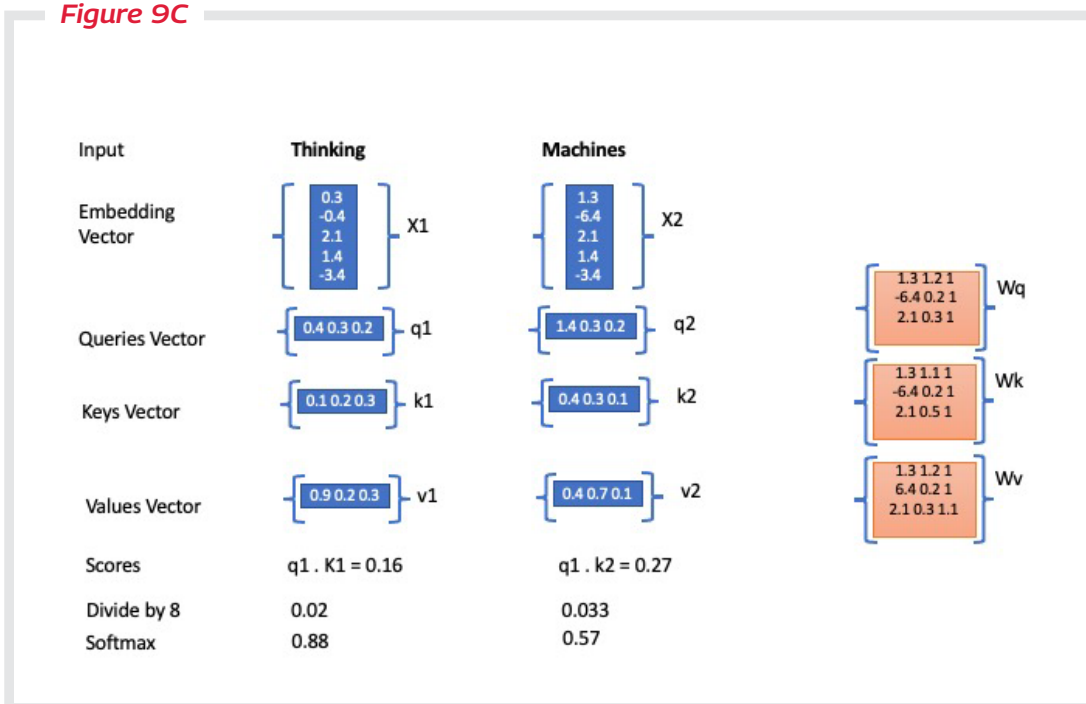 Figure 9C
Input Thinking Machines
Embedding
Vector
0.3
-0.4
2.1
1.4
-3.4
X1
1.3
-6.4
2.1
1.4
-3.4
X2
1.3 1.2 1
-6.4 0.2 1
2.1 0.3 1
Wq
Queries Vector 0.4 0.3 0.2 q1 1.4 0.3 0.2 q2
1.3 1.1 1
-6.4 0.2 1
2.1 0.5 1
Wk
Keys Vector 0.1 0.2 0.3 k1 0.4 0.3 0.1 k2
1.3 1.2 1
6.4 0.2 1
2.1 0.3 1.1
Wv
Values Vector 0.9 0.2 0.3 v1 0.4 0.7 0.1 v2
Scores q1 . K1 = 0.16 q1 . k2 = 0.27
Divide by 8 0.02 0.033
Softmax 0.88 0.57